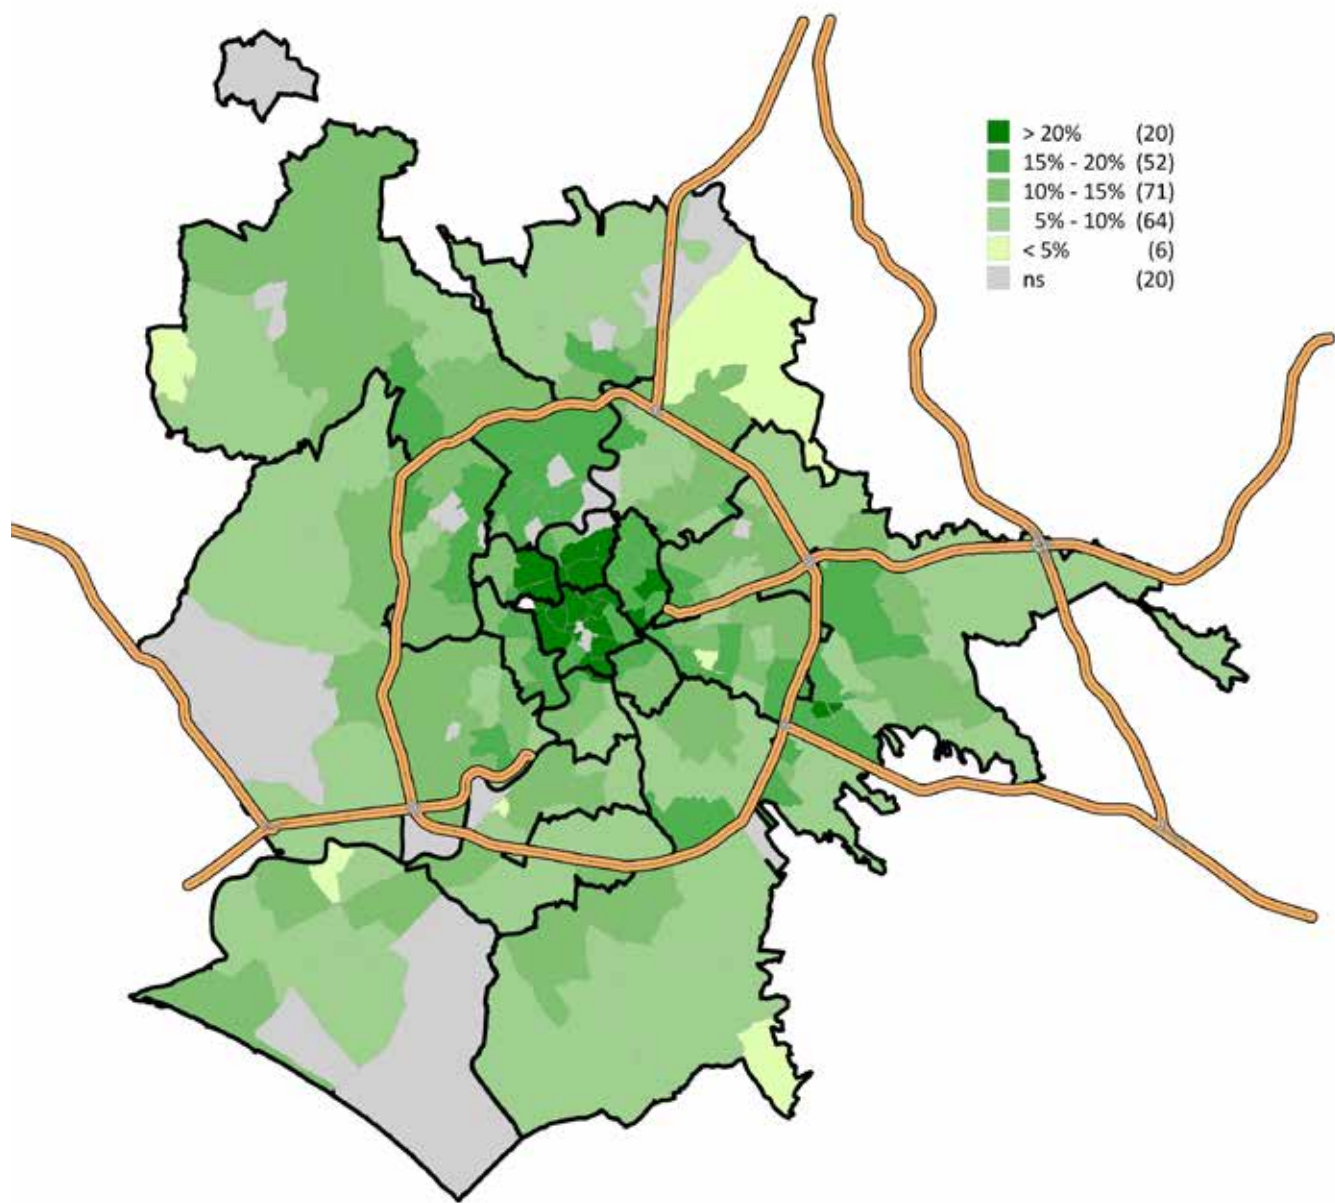 > 20% (20)
15% - 20% (52)
10% - 15% (71)
5% - 10% (64)
< 5% (6)
ns (20)